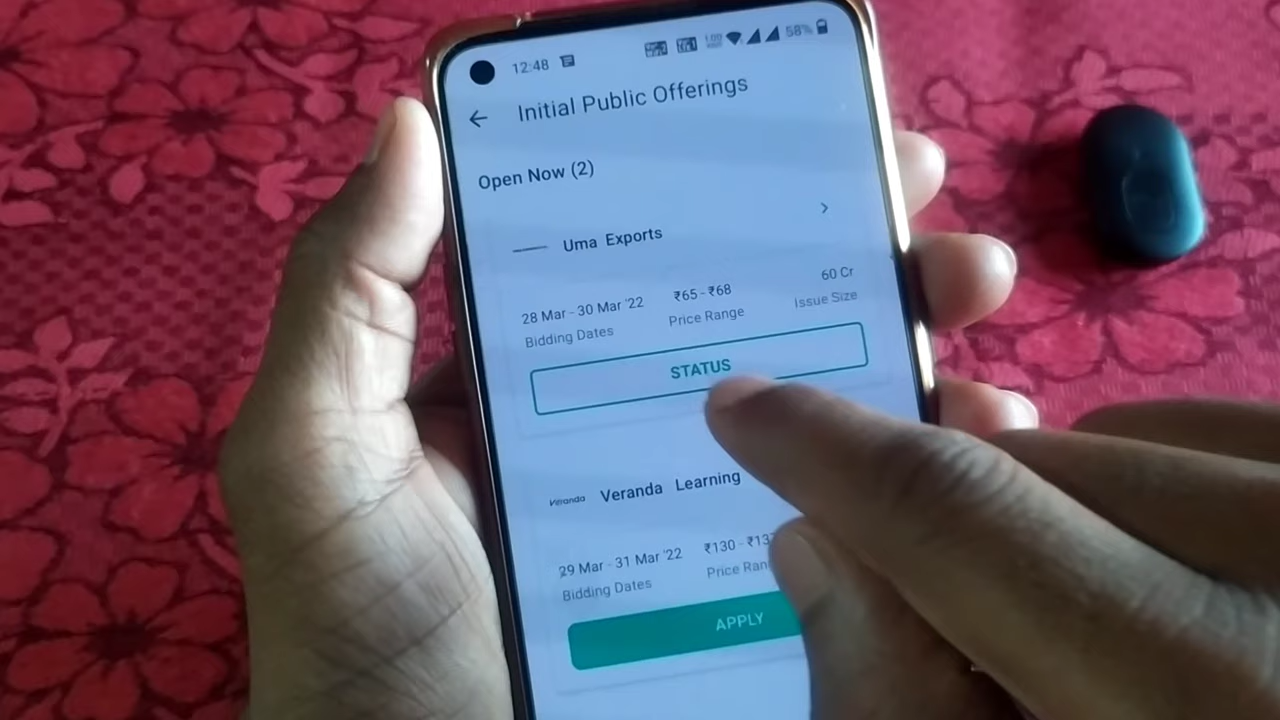 12:48 58%
Initial Public Offerings
Open Now (2)
Uma Exports
28 Mar - 30 Mar '22 ₹65 - ₹68 60 Cr
Bidding Dates Price Range Issue Size
STATUS
Veranda Veranda Learning
29 Mar - 31 Mar '22 ₹130 -
Bidding Dates Price
APPLY